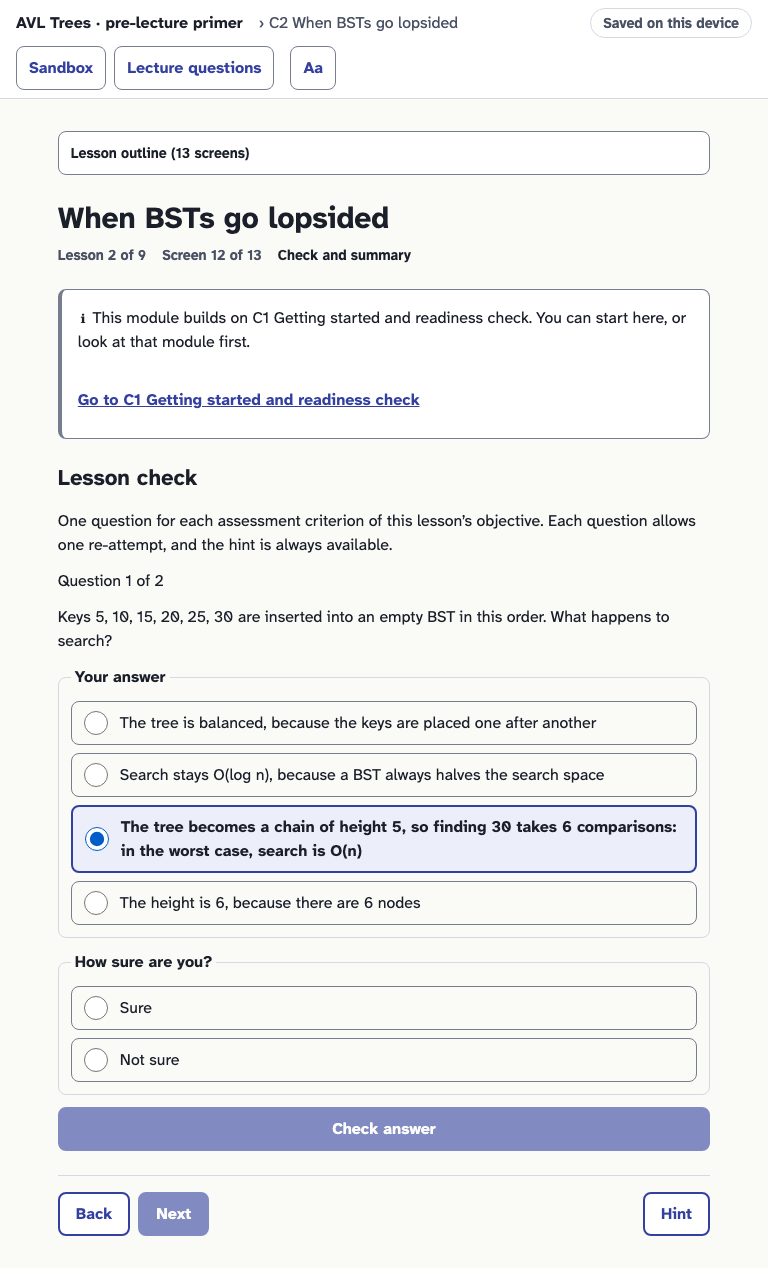 AVL Trees · pre-lecture primer › C2 When BSTs go lopsided Saved on this device
Sandbox Lecture questions Aa
Lesson outline (13 screens)
When BSTs go lopsided
Lesson 2 of 9 Screen 12 of 13 Check and summary
ℹ This module builds on C1 Getting started and readiness check. You can start here, or
look at that module first.
Go to C1 Getting started and readiness check
Lesson check
One question for each assessment criterion of this lesson’s objective. Each question allows
one re-attempt, and the hint is always available.
Question 1 of 2
Keys 5, 10, 15, 20, 25, 30 are inserted into an empty BST in this order. What happens to
search?
Your answer
The tree is balanced, because the keys are placed one after another
Search stays O(log n), because a BST always halves the search space
The tree becomes a chain of height 5, so finding 30 takes 6 comparisons:
in the worst case, search is O(n)
The height is 6, because there are 6 nodes
How sure are you?
Sure
Not sure
Check answer
Back Next Hint